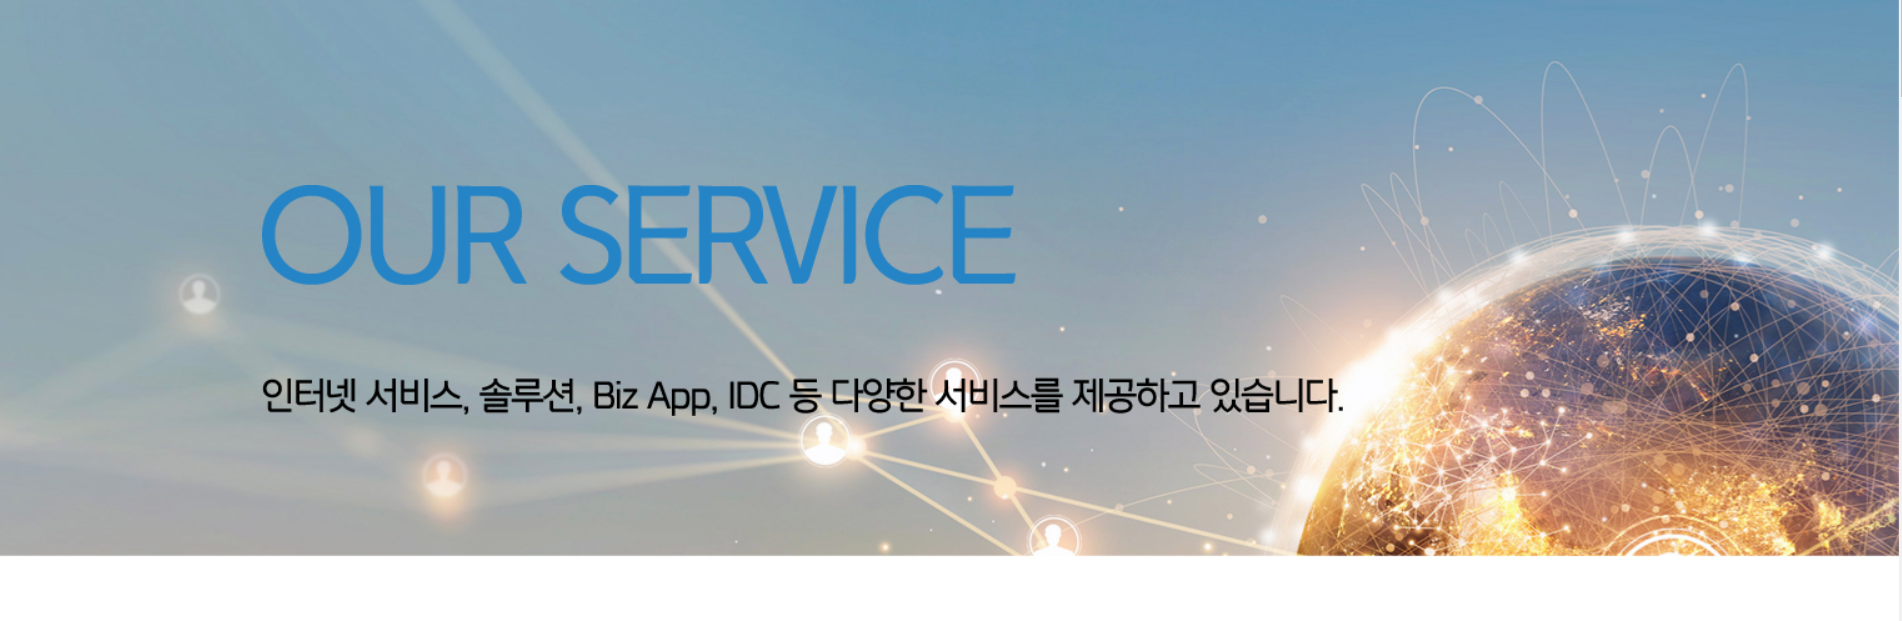 OUR SERVICE
인터넷 서비스, 솔루션, Biz App, IDC 등 다양한 서비스를 제공하고 있습니다.